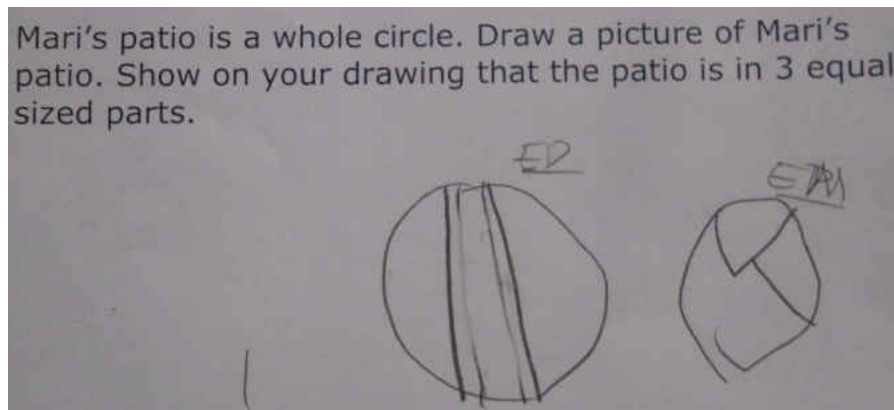 Mari's patio is a whole circle. Draw a picture of Mari's
patio. Show on your drawing that the patio is in 3 equal
sized parts.